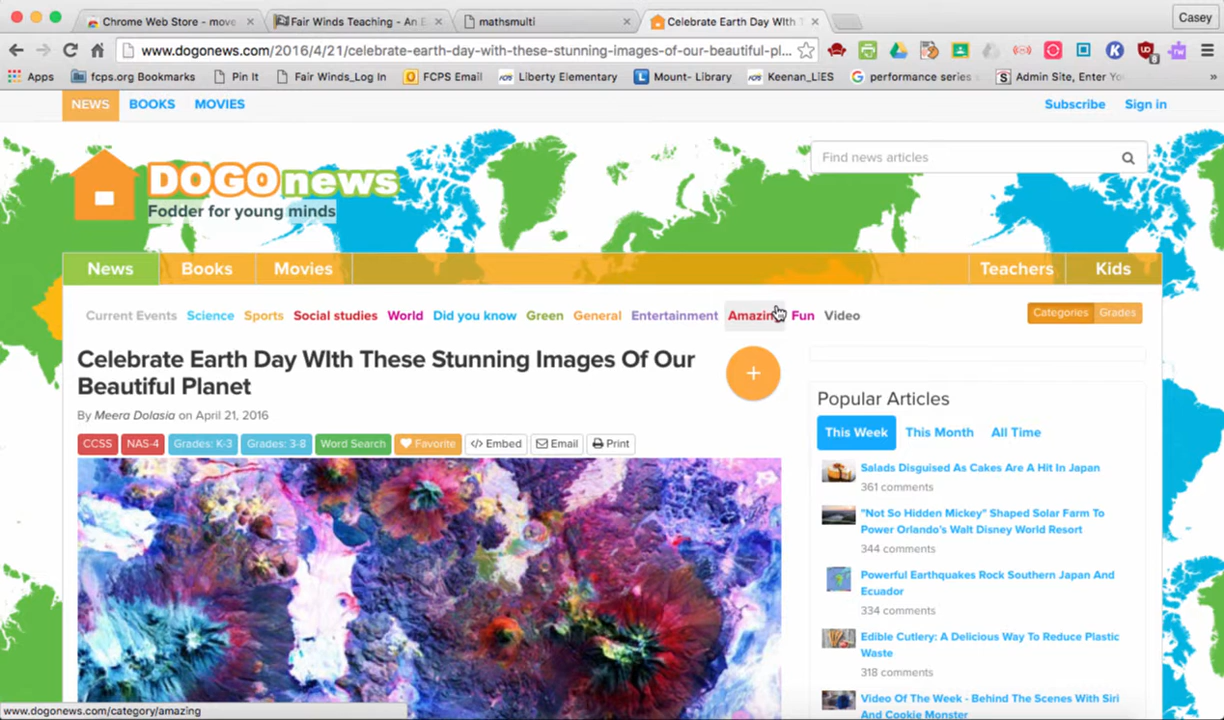 Chrome Web Store - move
Fair Winds Teaching - An E
mathsmulti
Celebrate Earth Day WIth T
Casey
www.dogonews.com/2016/4/21/celebrate-earth-day-with-these-stunning-images-of-our-beautiful-pl...
Apps
fcps.org Bookmarks
Pin It
Fair Winds_Log In
FCPS Email
Liberty Elementary
Mount- Library
Keenan_LiES
performance series
Admin Site, Enter Yo
NEWS BOOKS MOVIES
Subscribe Sign in
DOGOnews
Fodder for young minds
Find news articles
News Books Movies
Teachers Kids
Current Events Science Sports Social studies World Did you know Green General Entertainment Amazing Fun Video
Categories Grades
Celebrate Earth Day WIth These Stunning Images Of Our
Beautiful Planet
By Meera Dolasia on April 21, 2016
CCSS NAS-4 Grades: K-3 Grades: 3-8 Word Search Favorite </> Embed Email Print
Popular Articles
This Week This Month All Time
Salads Disguised As Cakes Are A Hit In Japan
361 comments
"Not So Hidden Mickey" Shaped Solar Farm To
Power Orlando's Walt Disney World Resort
344 comments
Powerful Earthquakes Rock Southern Japan And
Ecuador
334 comments
Edible Cutlery: A Delicious Way To Reduce Plastic
Waste
318 comments
Video Of The Week - Behind The Scenes With Siri
And Cookie Monster
www.dogonews.com/category/amazing